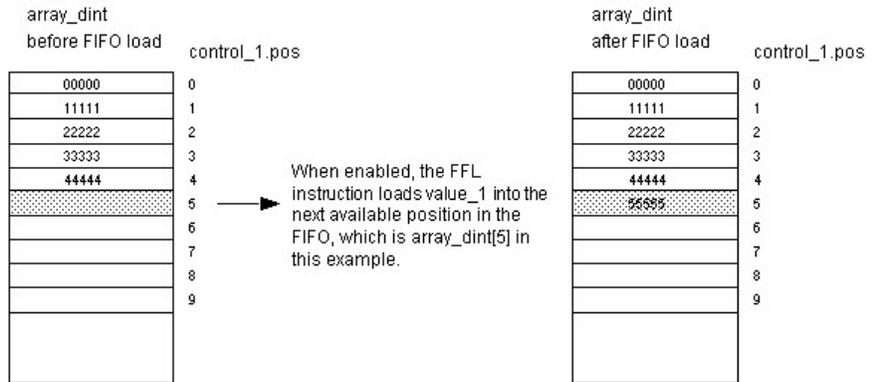 array_dint
before FIFO load
control_1.pos
00000 0
11111 1
22222 2
33333 3
44444 4
5
6
7
8
9
When enabled, the FFL
instruction loads value_1 into the
next available position in the
FIFO, which is array_dint[5] in
this example.
array_dint
after FIFO load
control_1.pos
00000 0
11111 1
22222 2
33333 3
44444 4
55555 5
6
7
8
9